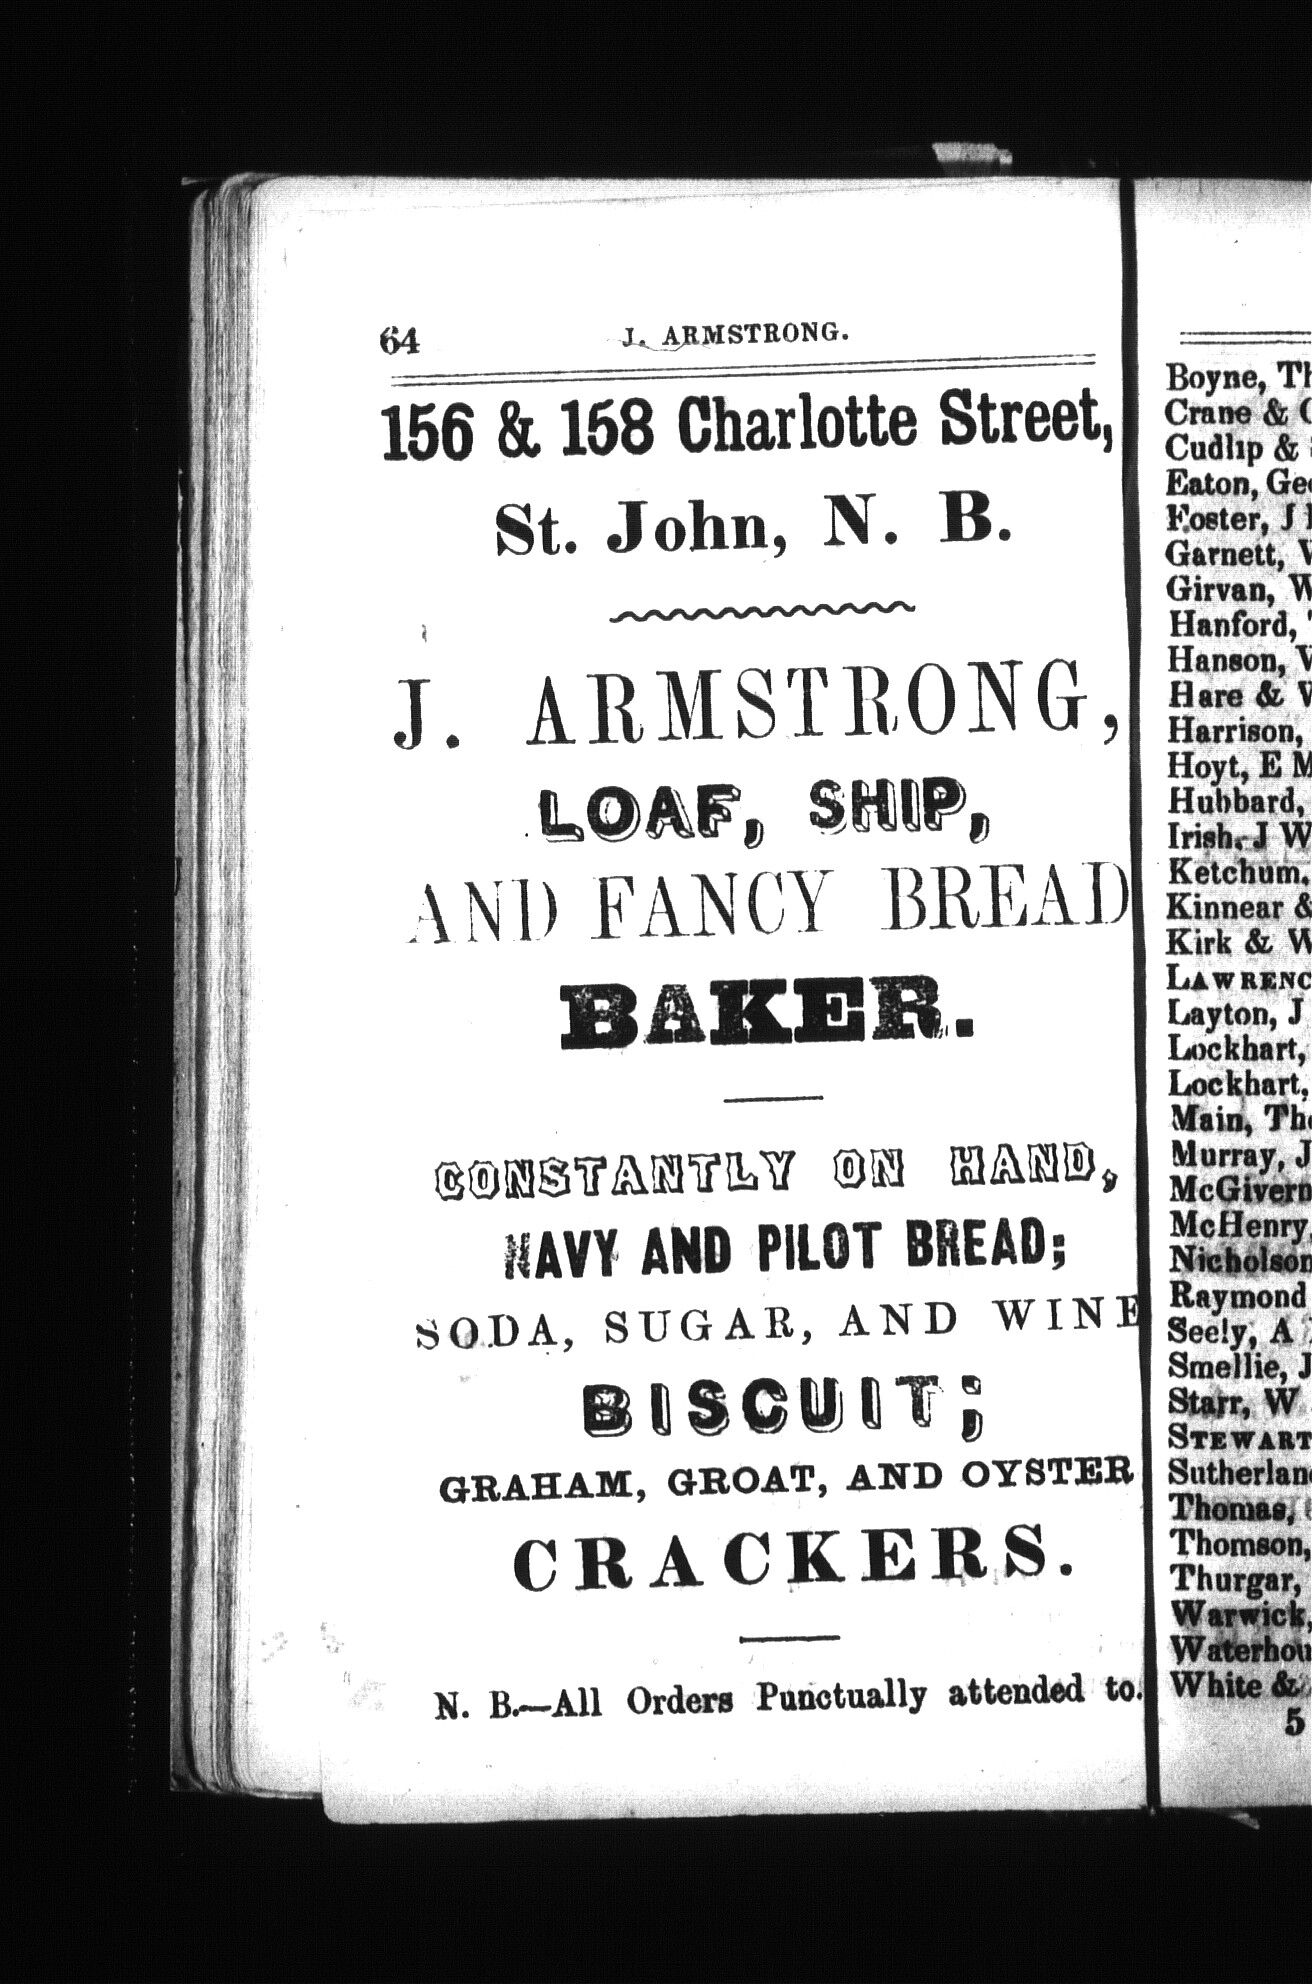 64 J. ARMSTRONG.
156 & 158 Charlotte Street,
St. John, N. B.
J. ARMSTRONG,
LOAF, SHIP,
AND FANCY BREAD
BAKER.
CONSTANTLY ON HAND,
NAVY AND PILOT BREAD;
SODA, SUGAR, AND WINE
BISCUIT;
GRAHAM, GROAT, AND OYSTER
CRACKERS.
N. B.—All Orders Punctually attended to.
Boyne,
Crane &
Cudlip &
Eaton,
Foster, J
Garnett,
Girvan,
Hanford,
Hanson,
Hare &
Harrison,
Hoyt, E
Hubbard,
Irish, J W
Ketchum,
Kinnear &
Kirk &
Layton, J
Lockhart,
Lockhart,
Main,
Murray,
McGivern
McHenry,
Nicholson
Raymond
Seely, A
Smellie,
Starr, W
STEWART
Thomas,
Thomson,
Thurgar,
Warwick,
White &
5